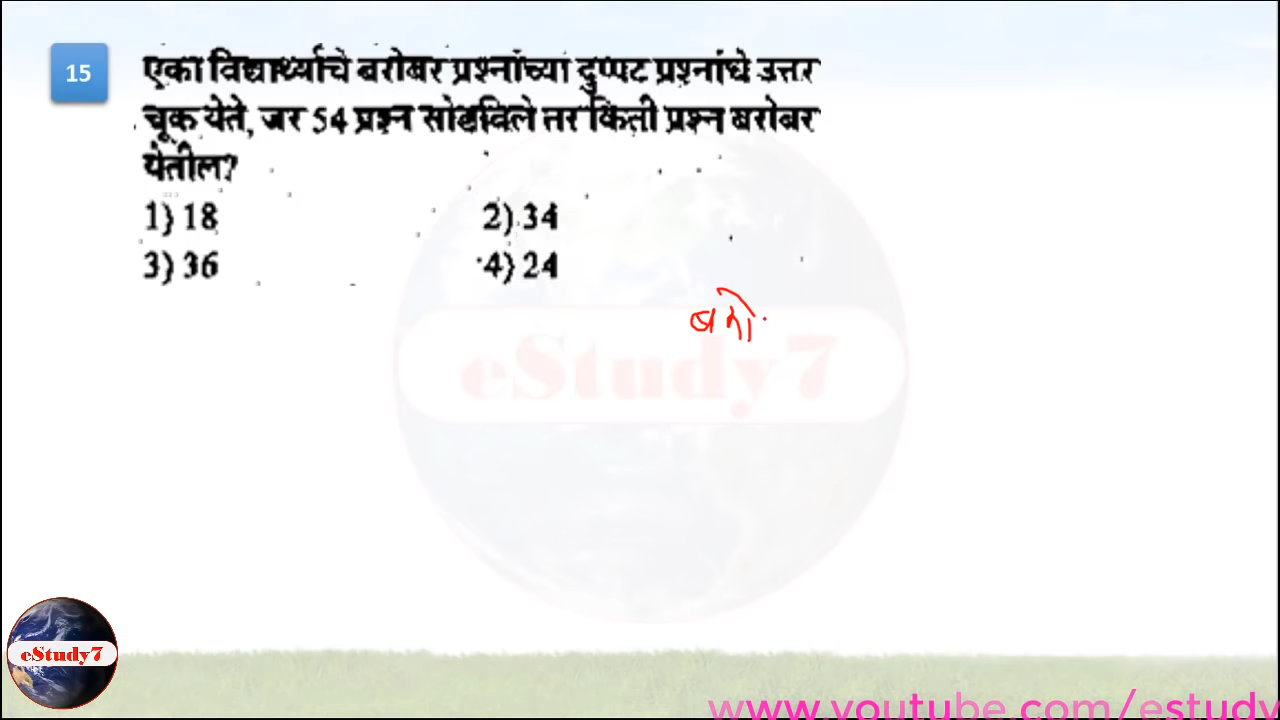 15
एका विद्यार्थ्याचे बरोबर प्रश्नांच्या दुप्पट प्रश्नांचे उत्तर
चूक येते, जर 54 प्रश्न सोडविले तर किती प्रश्न बरोबर
येतील?
1) 18 2) 34
3) 36 4) 24
बरो
eStudy7
eStudy7
www.youtube.com/estudy